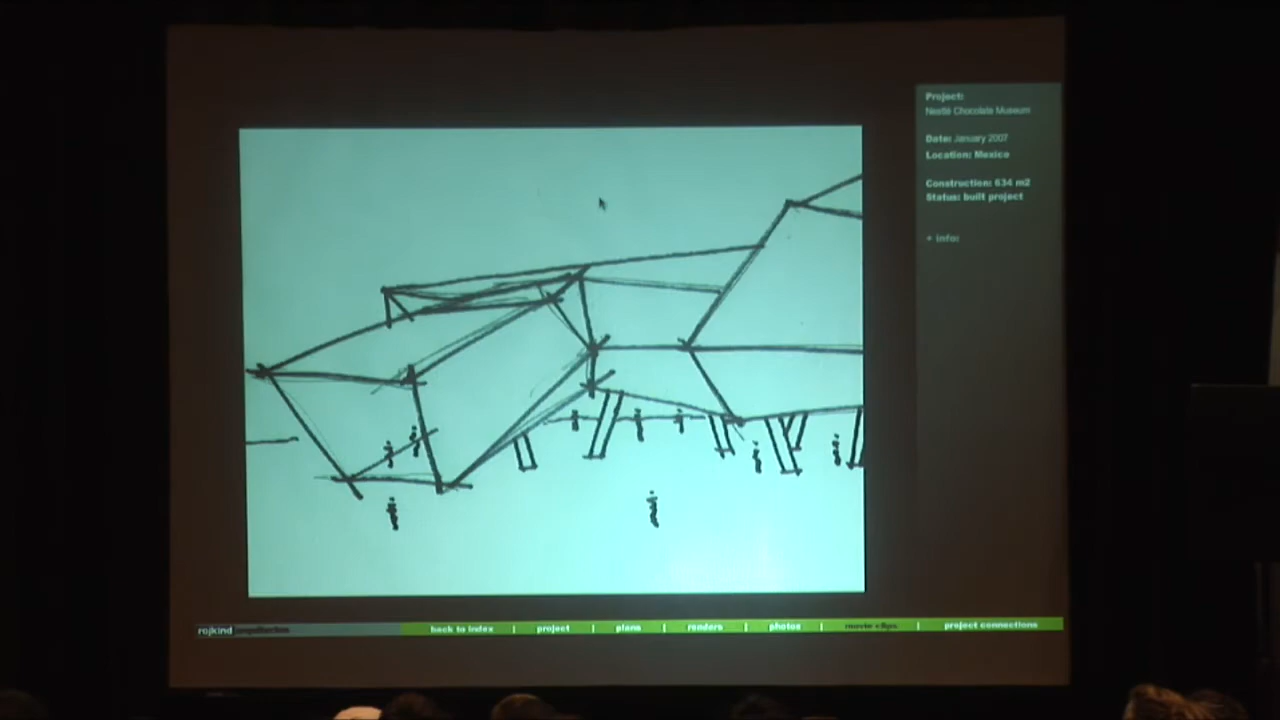 Project:
Nestlé Chocolate Museum
Date: January 2007
Location: Mexico
Construction: 634 m2
Status: built project
+ info:
rojkind arquitectos
back to index | project | plans | renders | photos | movie clips | project connections